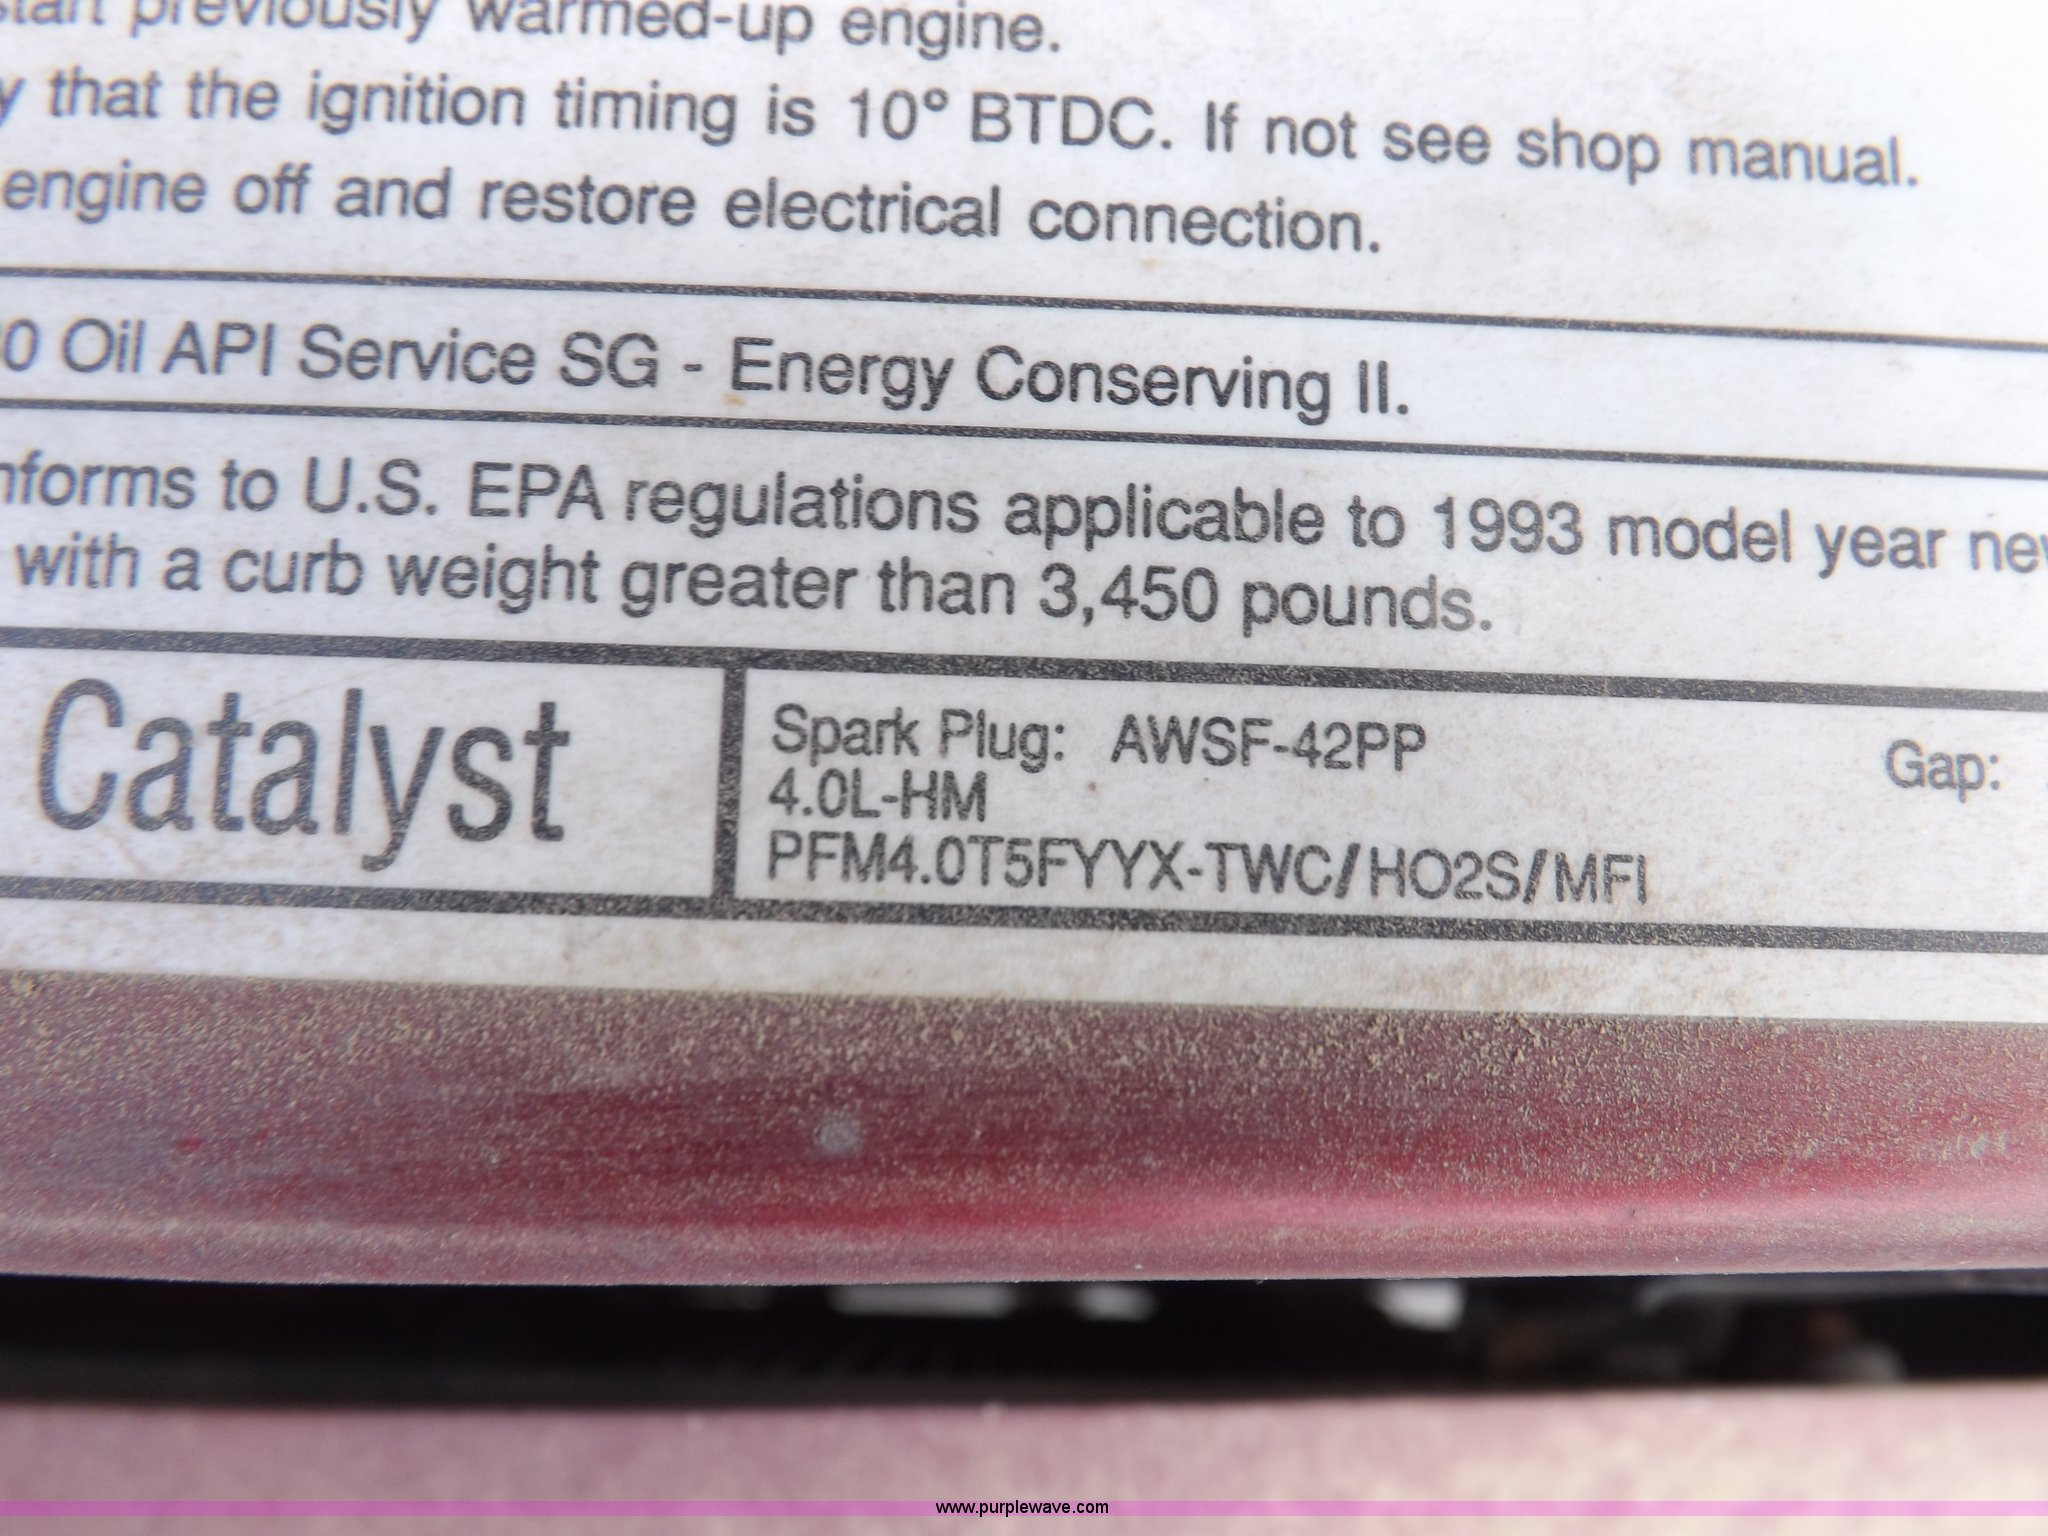 start previously warmed-up engine.
that the ignition timing is 10° BTDC. If not see shop manual.
engine off and restore electrical connection.
0 Oil API Service SG - Energy Conserving II.
nforms to U.S. EPA regulations applicable to 1993 model year new
with a curb weight greater than 3,450 pounds.
Catalyst
Spark Plug: AWSF-42PP Gap:
4.0L-HM
PFM4.0T5FYYX-TWC/HO2S/MFI
www.purplewave.com